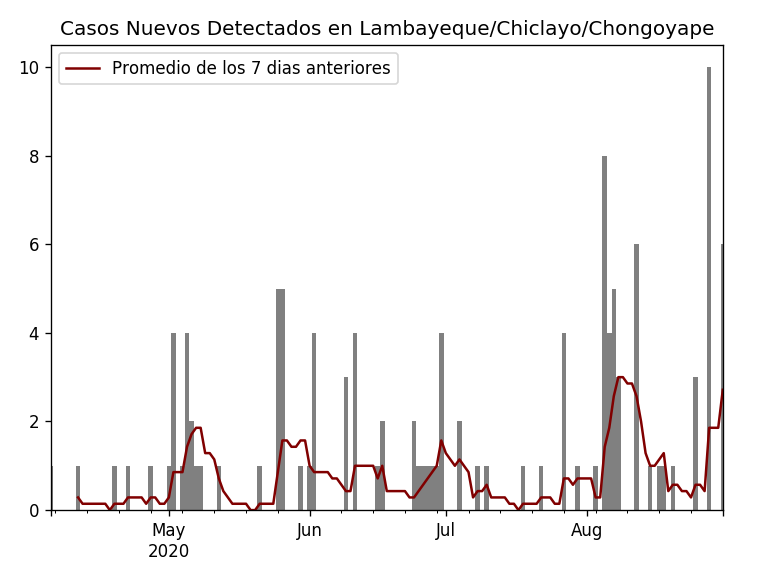 Casos Nuevos Detectados en Lambayeque/Chiclayo/Chongoyape
Promedio de los 7 dias anteriores
10
8
6
4
2
0
May Jun Jul Aug
2020